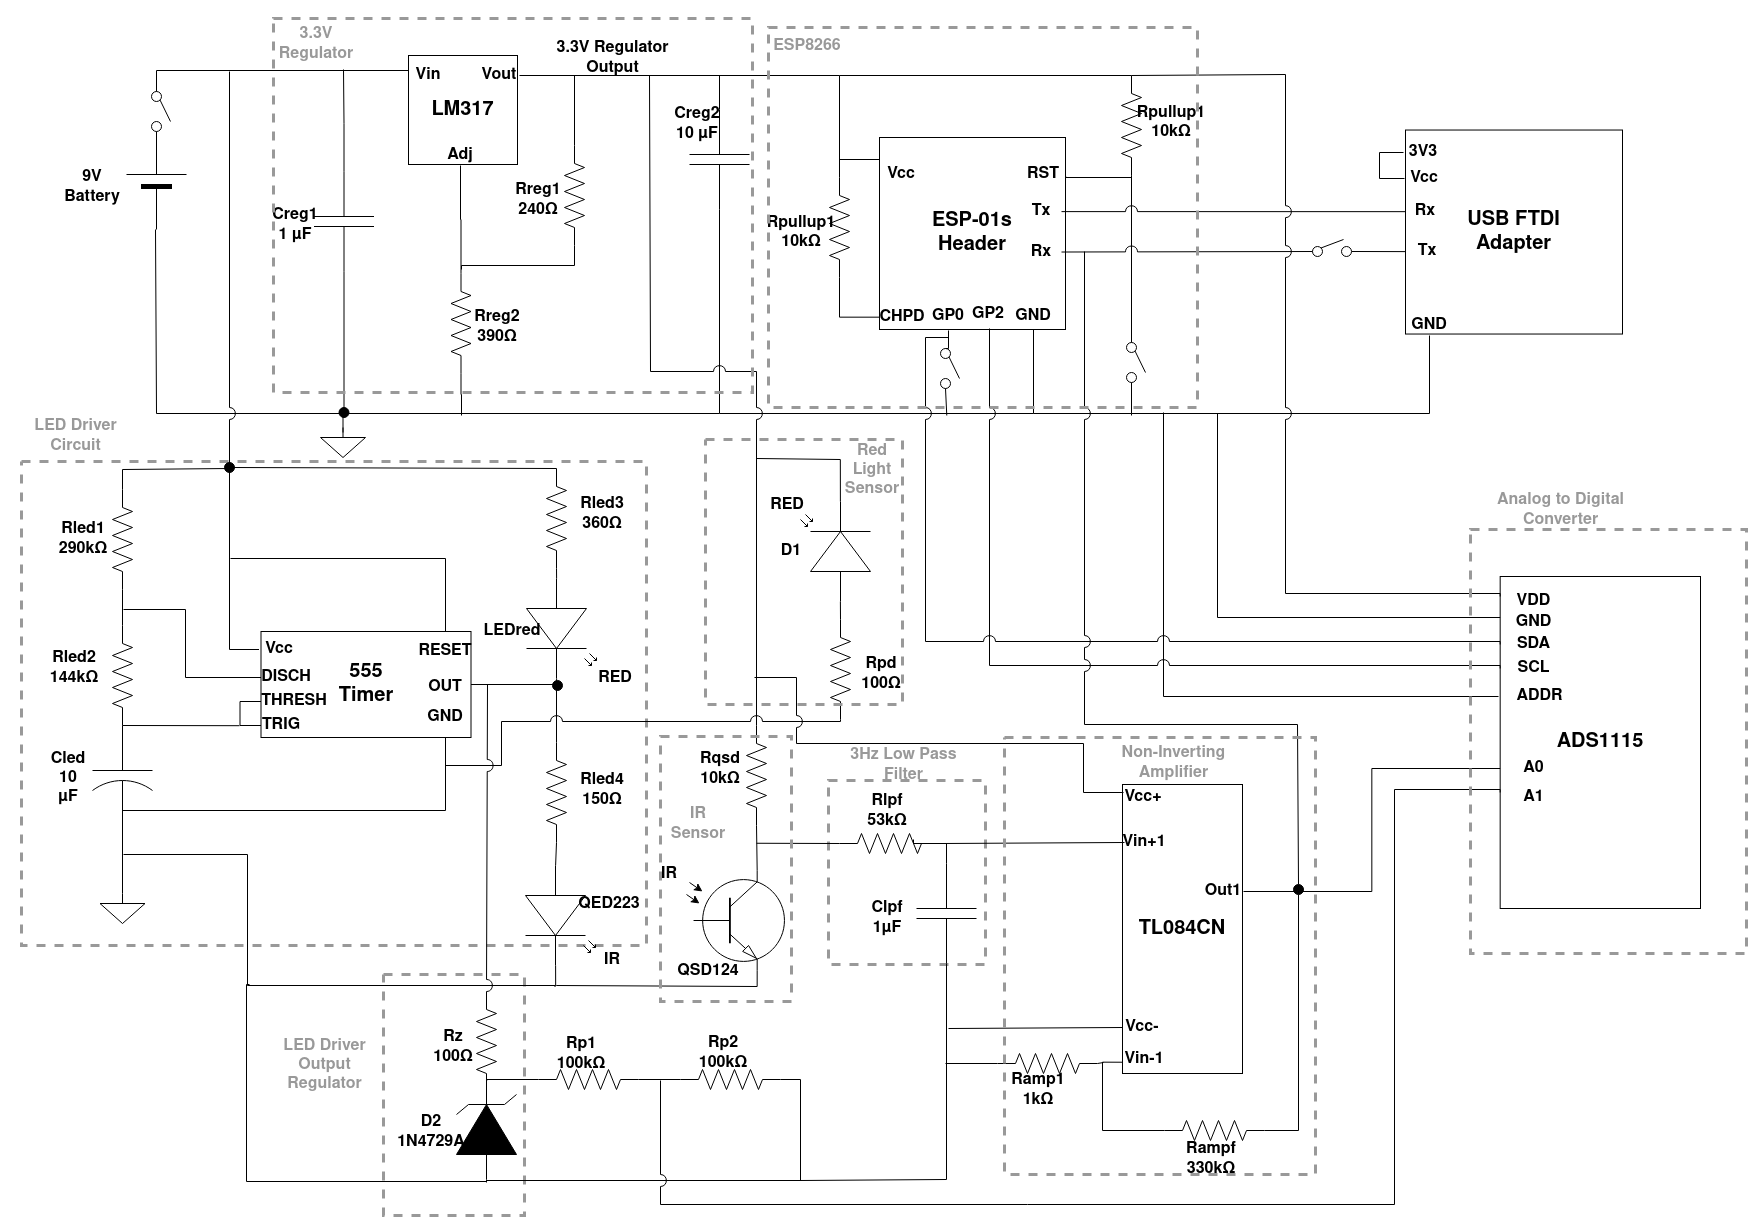 3.3V
Regulator
3.3V Regulator
Output
Vin
Vout
LM317
Adj
Creg2
10 µF
Rreg1
240Ω
Creg1
1 µF
Rreg2
390Ω
9V
Battery
ESP8266
Rpullup1
10kΩ
Vcc
RST
Tx
Rx
ESP-01s
Header
CHPD
GP0
GP2
GND
Rpullup1
10kΩ
3V3
Vcc
Rx
Tx
USB FTDI
Adapter
GND
LED Driver
Circuit
Rled1
290kΩ
Rled2
144kΩ
Cled
10
µF
Vcc
RESET
DISCH
THRESH
TRIG
555
Timer
OUT
GND
Rled3
360Ω
LEDred
RED
Rled4
150Ω
QED223
IR
Red
Light
Sensor
RED
D1
Rpd
100Ω
Rqsd
10kΩ
IR
Sensor
IR
QSD124
3Hz Low Pass
Filter
Rlpf
53kΩ
Clpf
1µF
Non-Inverting
Amplifier
Vcc+
Vin+1
Out1
TL084CN
Vcc-
Vin-1
Ramp1
1kΩ
Rampf
330kΩ
Analog to Digital
Converter
VDD
GND
SDA
SCL
ADDR
ADS1115
A0
A1
LED Driver
Output
Regulator
Rz
100Ω
D2
1N4729A
Rp1
100kΩ
Rp2
100kΩ